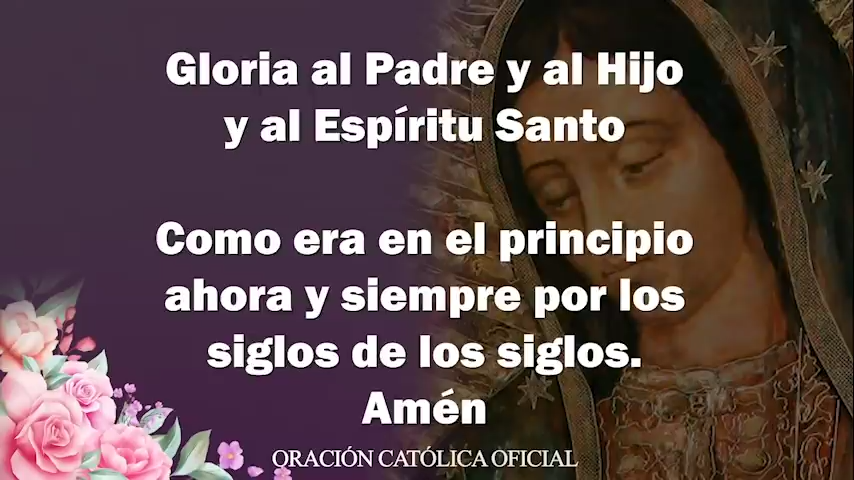 Gloria al Padre y al Hijo
y al Espíritu Santo
Como era en el principio
ahora y siempre por los
siglos de los siglos.
Amén
ORACIÓN CATÓLICA OFICIAL